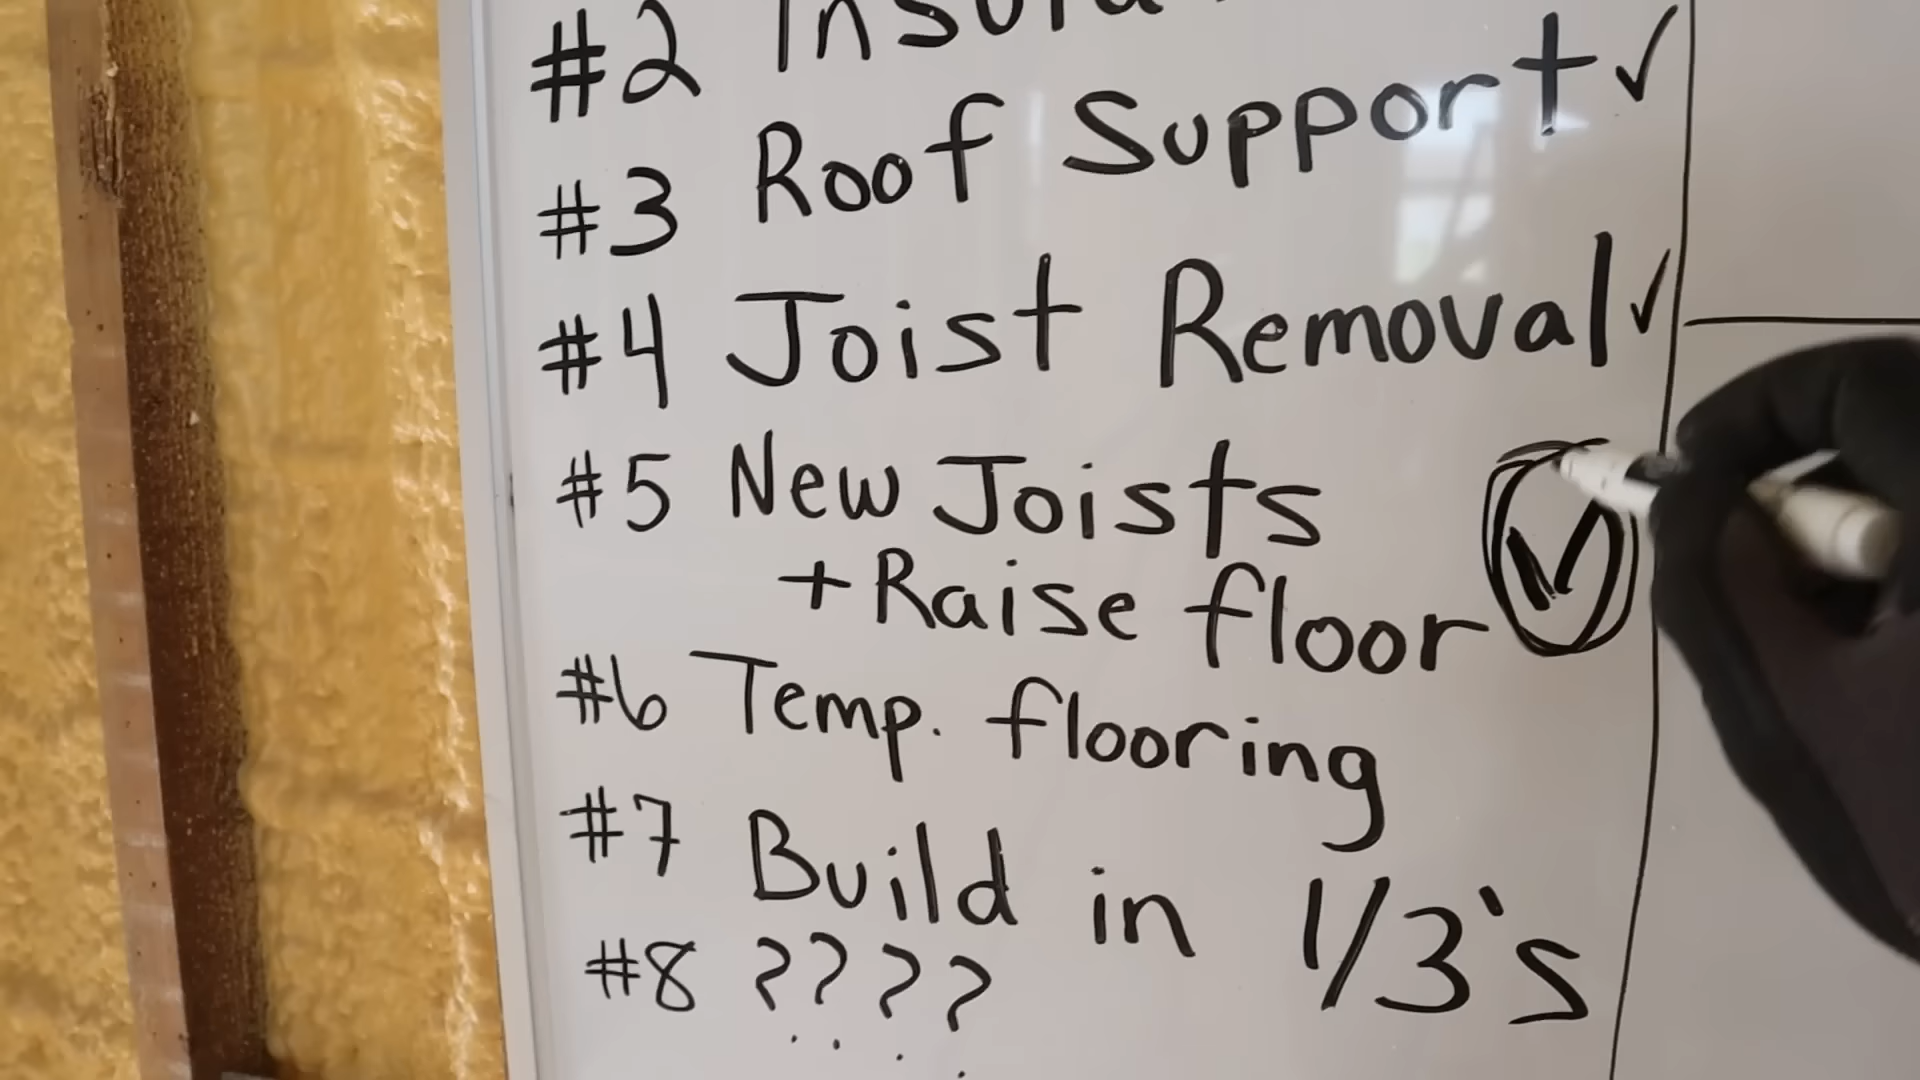 #2
#3 Roof Support ✓
#4 Joist Removal ✓
#5 New Joists
+ Raise floor ✓
#6 Temp. flooring
#7 Build in 1/3's
#8 ????